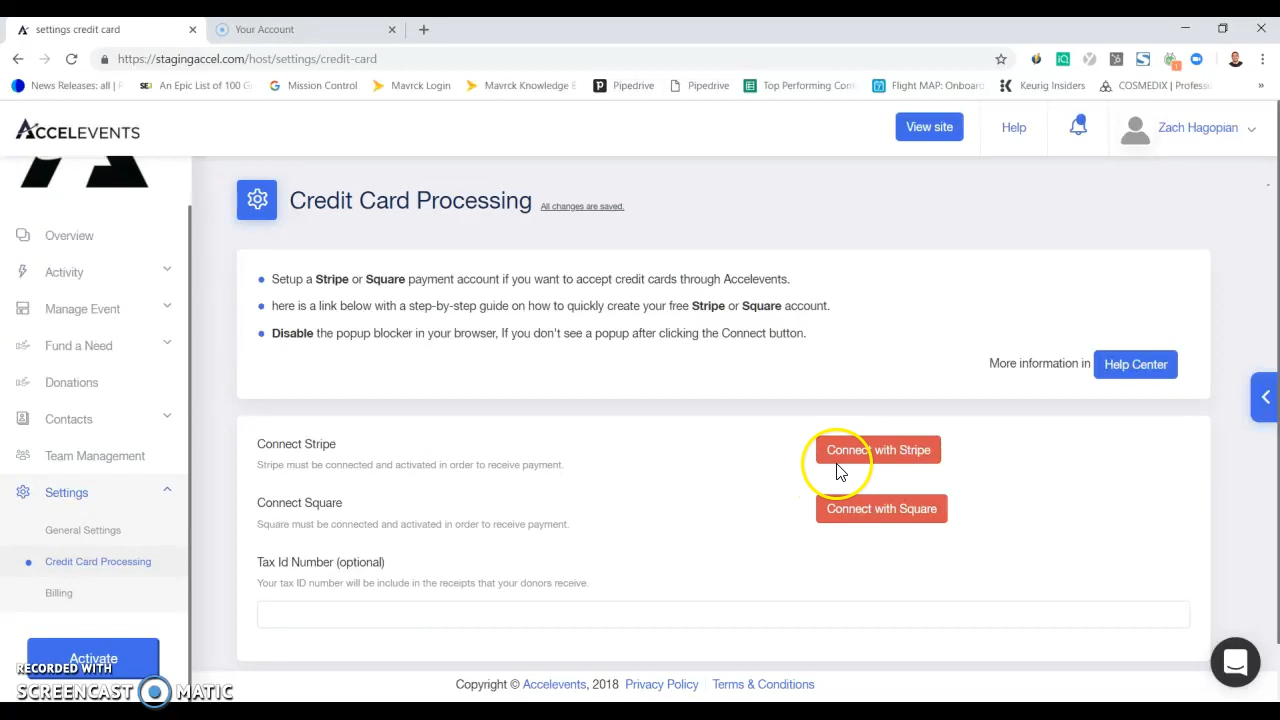 settings credit card
Your Account
https://stagingaccel.com/host/settings/credit-card
News Releases: all | F
An Epic List of 100 G
Mission Control
Mavrck Login
Mavrck Knowledge E
Pipedrive
Pipedrive
Top Performing Con
Flight MAP: Onboard
Keurig Insiders
COSMEDIX | Profess
»
ACCELEVENTS
View site
Help
Zach Hagopian
Credit Card Processing
All changes are saved.
Overview
Activity
Manage Event
Fund a Need
Donations
Contacts
Team Management
Settings
General Settings
Credit Card Processing
Billing
Activate
Setup a Stripe or Square payment account if you want to accept credit cards through Accelevents.
here is a link below with a step-by-step guide on how to quickly create your free Stripe or Square account.
Disable the popup blocker in your browser, If you don't see a popup after clicking the Connect button.
More information in Help Center
Connect Stripe
Stripe must be connected and activated in order to receive payment.
Connect with Stripe
Connect Square
Square must be connected and activated in order to receive payment.
Connect with Square
Tax Id Number (optional)
Your tax ID number will be include in the receipts that your donors receive.
Copyright © Accelevents, 2018 Privacy Policy | Terms & Conditions
RECORDED WITH
SCREENCAST MATIC